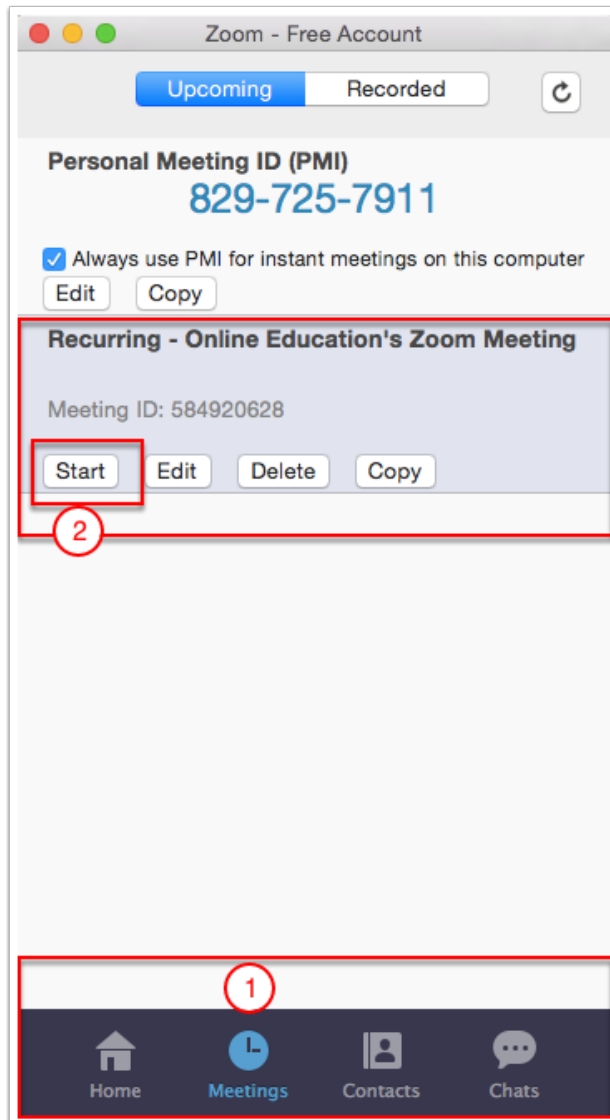 Zoom - Free Account
Upcoming Recorded
Personal Meeting ID (PMI)
829-725-7911
Always use PMI for instant meetings on this computer
Edit Copy
Recurring - Online Education's Zoom Meeting
Meeting ID: 584920628
Start Edit Delete Copy
2
1
Home Meetings Contacts Chats